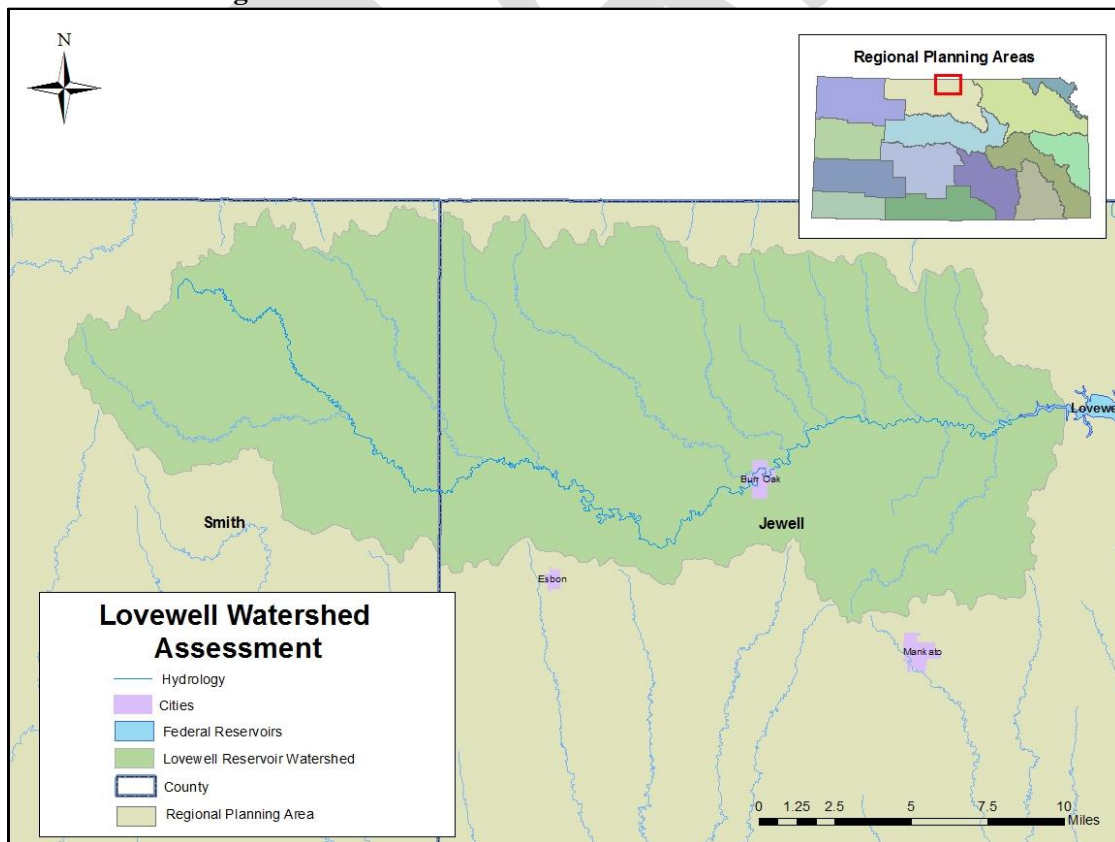 N
Regional Planning Areas
Lovewe
Burr Oak
Smith
Jewell
Esbon
Mankato
Lovewell Watershed
Assessment
Hydrology
Cities
Federal Reservoirs
Lovewell Reservoir Watershed
County
Regional Planning Area
0 1.25 2.5 5 7.5 10
Miles